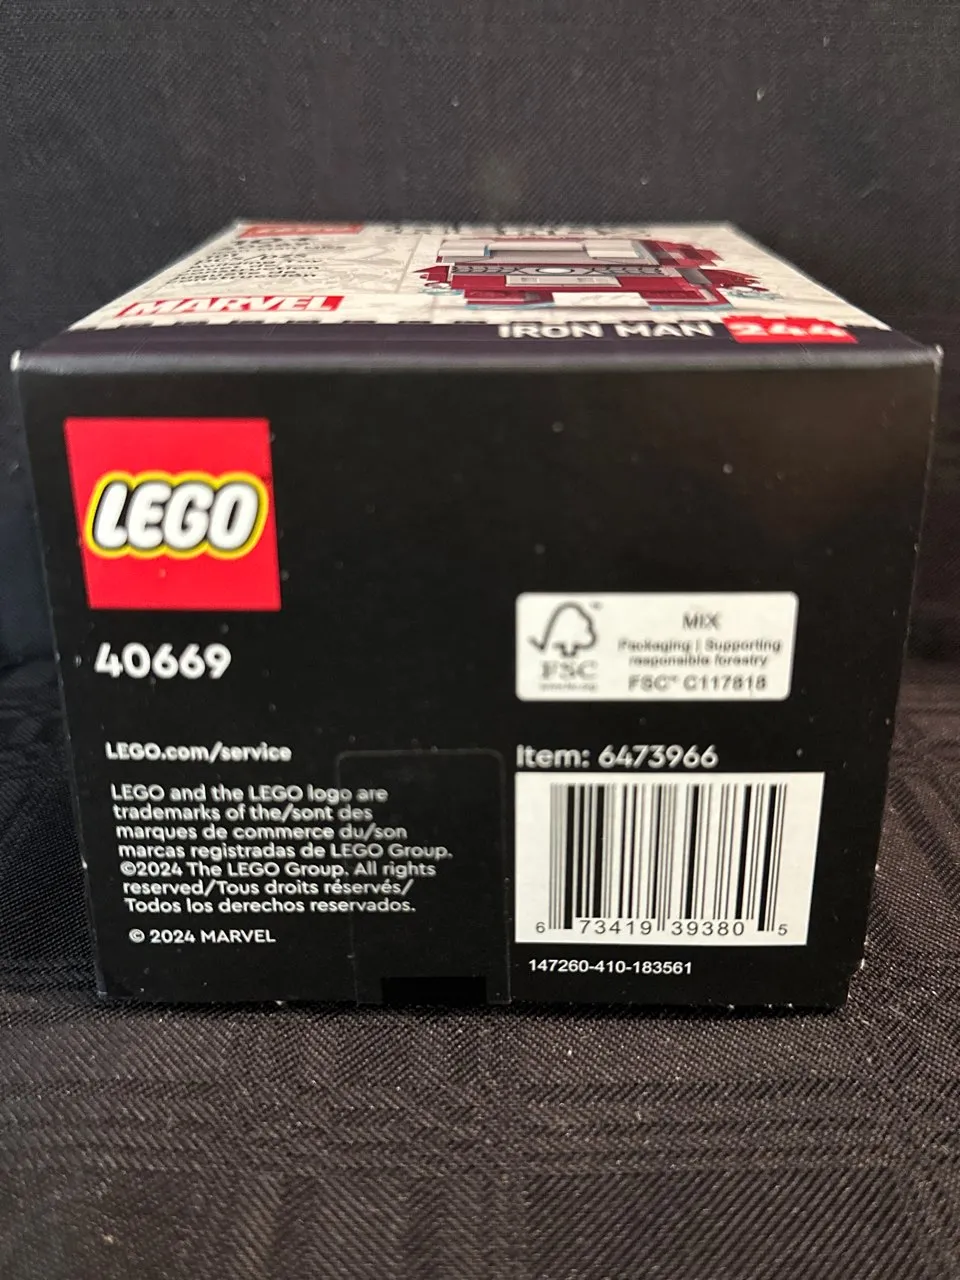 MARVEL
IRON MAN 244
LEGO
40669
LEGO.com/service
LEGO and the LEGO logo are
trademarks of the/sont des
marques de commerce du/son
marcas registradas de LEGO Group.
©2024 The LEGO Group. All rights
reserved/Tous droits réservés/
Todos los derechos reservados.
© 2024 MARVEL
FSC
MIX
Packaging | Supporting
responsible forestry
FSC™ C117818
Item: 6473966
6 73419 39380 5
147260-410-183561